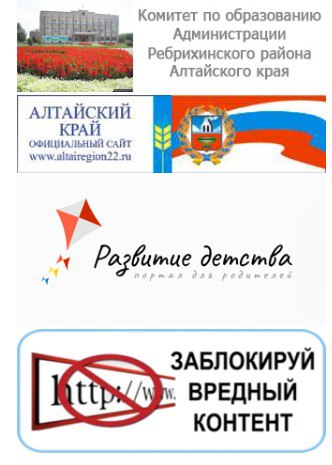 Комитет по образованию
Администрации
Ребрихинского района
Алтайского края
АЛТАЙСКИЙ
КРАЙ
ОФИЦИАЛЬНЫЙ САЙТ
www.altairegion22.ru
Развитие детства
портал для родителей
http://www.
ЗАБЛОКИРУЙ
ВРЕДНЫЙ
КОНТЕНТ